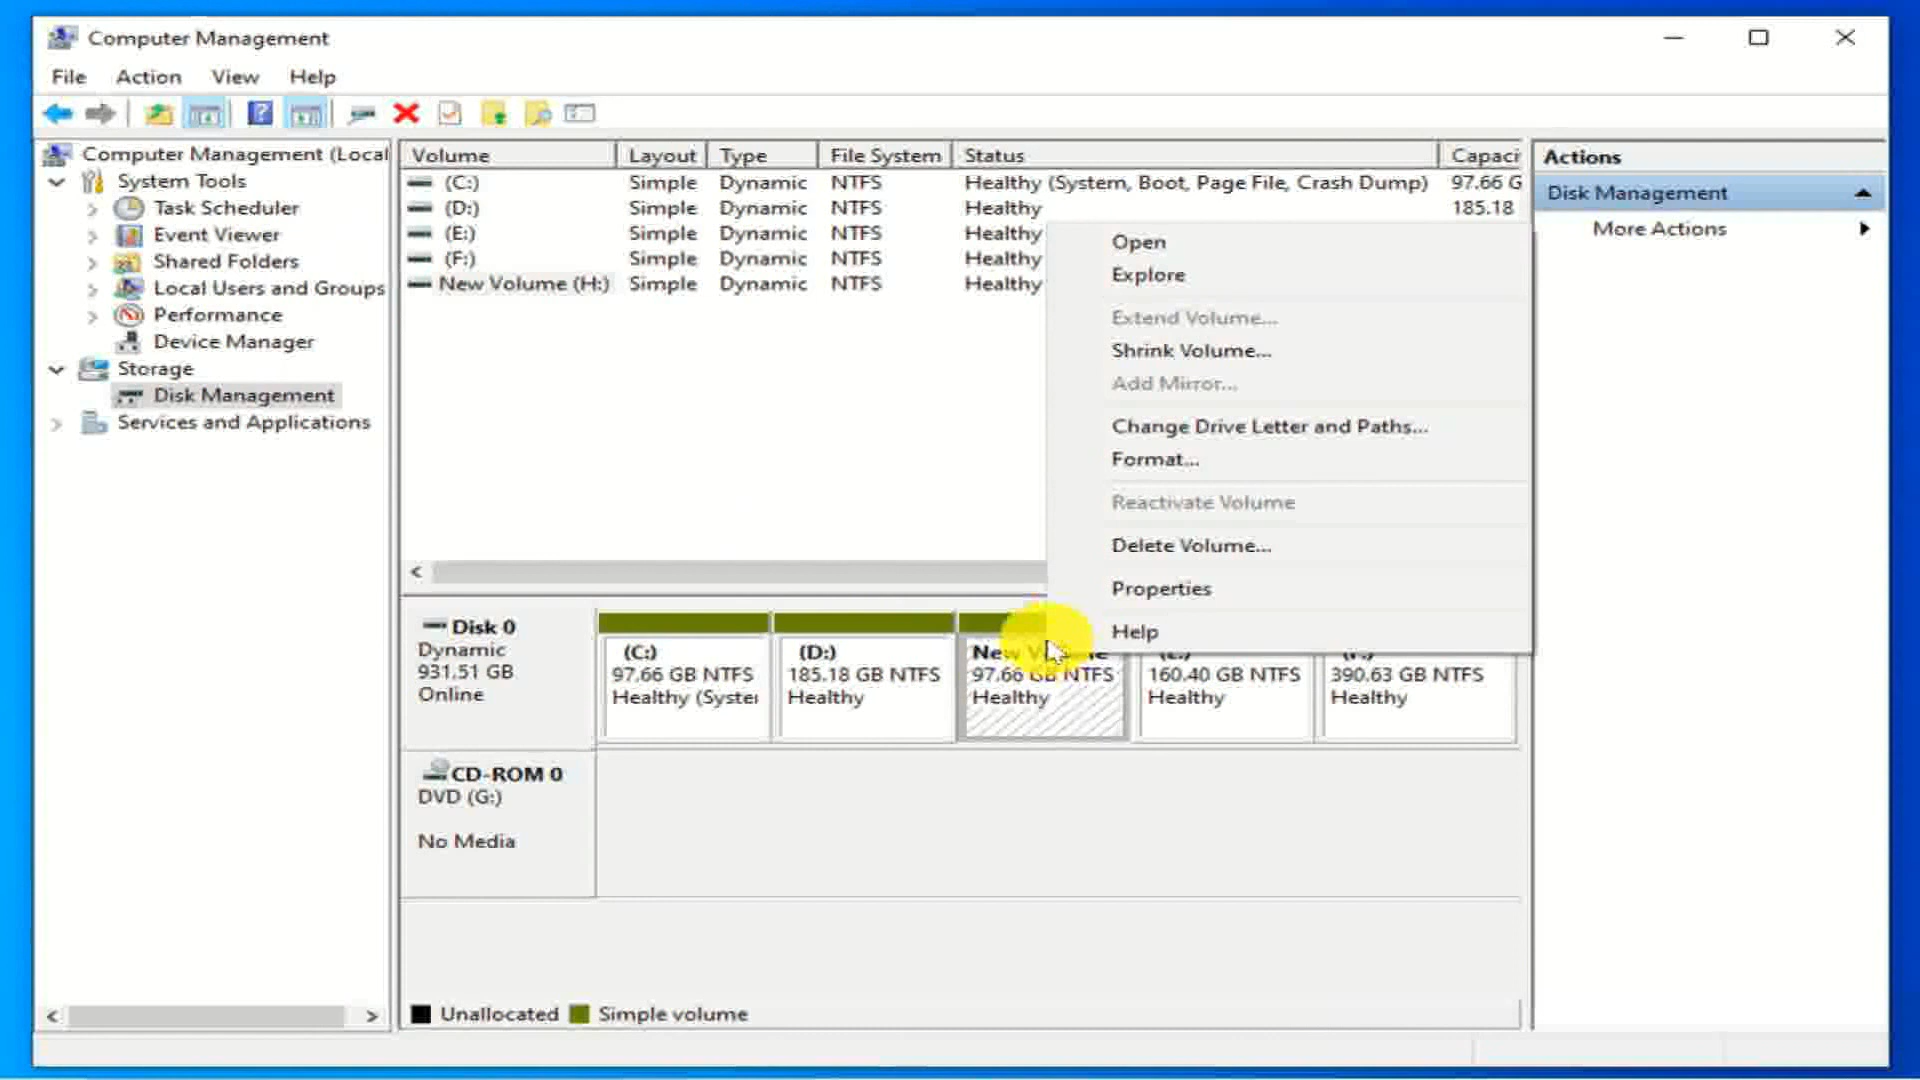 Computer Management
File Action View Help
Computer Management (Local
System Tools
Task Scheduler
Event Viewer
Shared Folders
Local Users and Groups
Performance
Device Manager
Storage
Disk Management
Services and Applications
Volume Layout Type File System Status Capaci
(C:) Simple Dynamic NTFS Healthy (System, Boot, Page File, Crash Dump) 97.66 G
(D:) Simple Dynamic NTFS Healthy 185.18
(E:) Simple Dynamic NTFS Healthy
(F:) Simple Dynamic NTFS Healthy
New Volume (H:) Simple Dynamic NTFS Healthy
Open
Explore
Extend Volume...
Shrink Volume...
Add Mirror...
Change Drive Letter and Paths...
Format...
Reactivate Volume
Delete Volume...
Properties
Help
Actions
Disk Management
More Actions
Disk 0
Dynamic
931.51 GB
Online
(C:)
97.66 GB NTFS
Healthy (System
(D:)
185.18 GB NTFS
Healthy
New
97.66 GB NTFS
Healthy
160.40 GB NTFS
Healthy
390.63 GB NTFS
Healthy
CD-ROM 0
DVD (G:)
No Media
Unallocated Simple volume